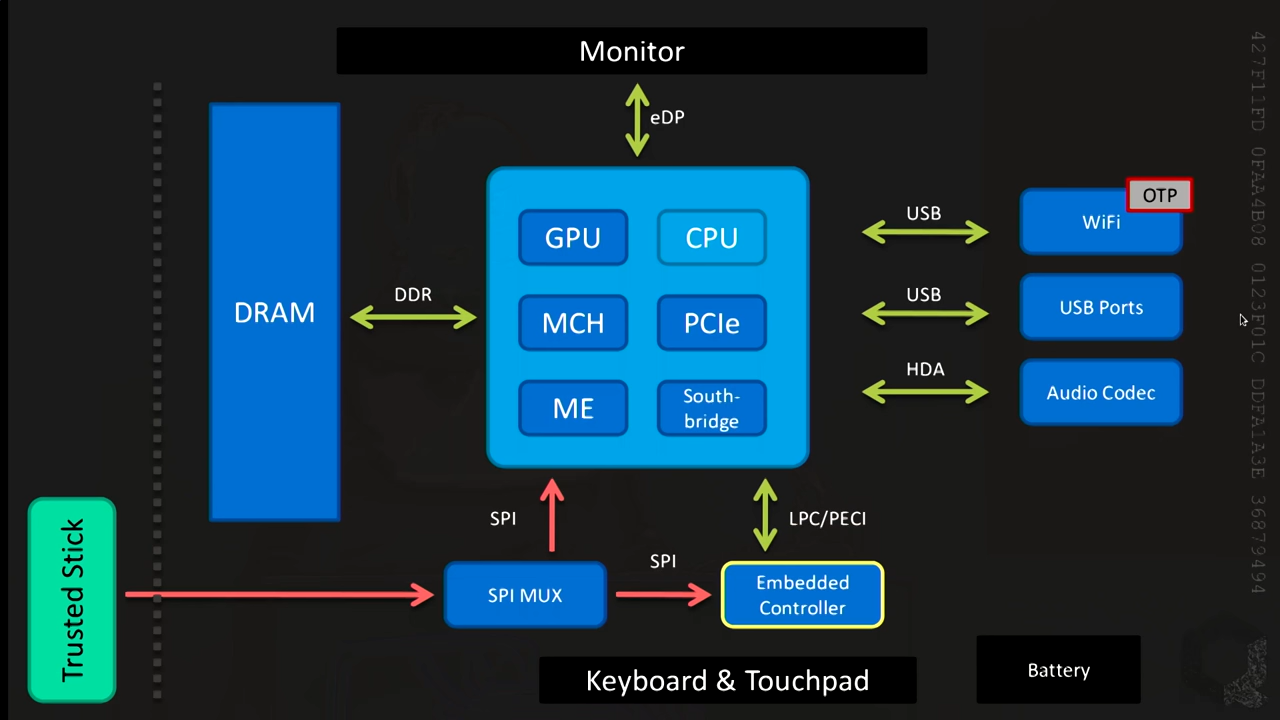 Monitor
eDP
OTP
WiFi
USB
GPU
CPU
DRAM
DDR
MCH
PCIe
USB
USB Ports
HDA
Audio Codec
ME
South-
bridge
SPI
LPC/PECI
Trusted Stick
SPI
SPI MUX
Embedded
Controller
Keyboard & Touchpad
Battery
427F11FD 0FAA4B08 0123F01C DDFA1A3E 36879494